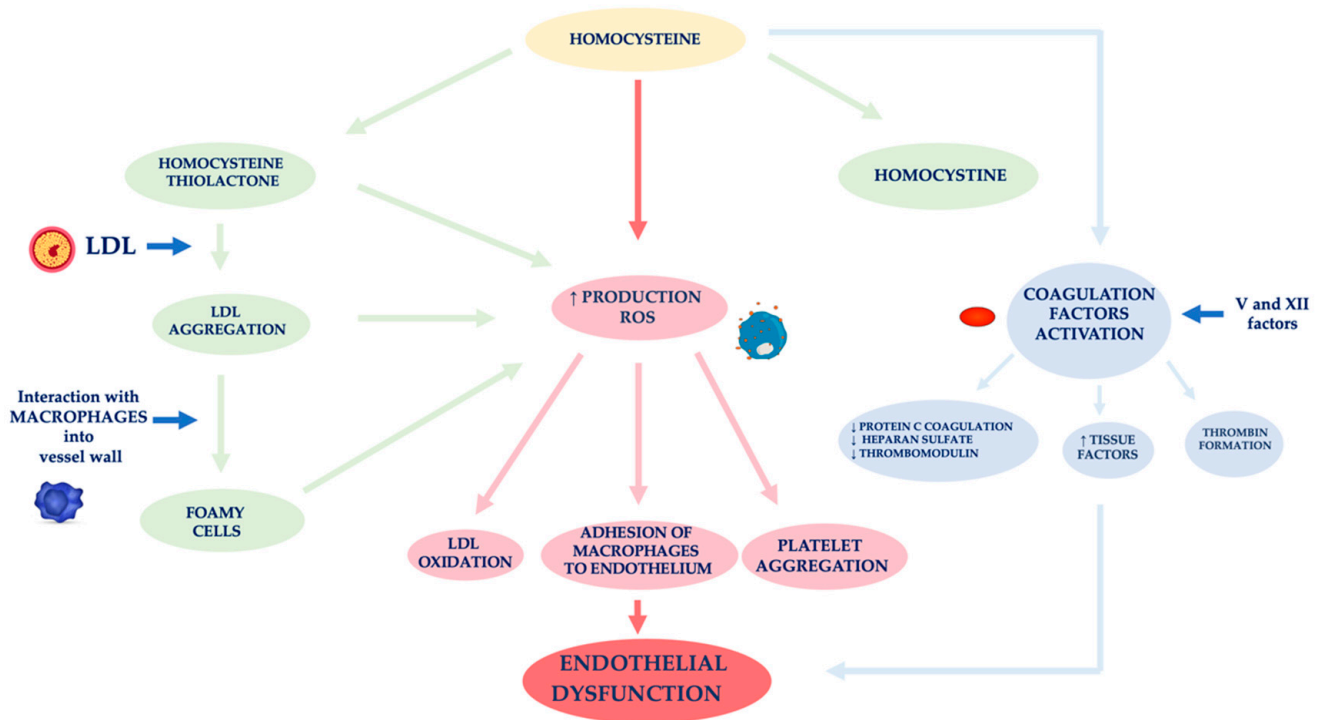 HOMOCYSTEINE
HOMOCYSTEINE
THIOLACTONE
HOMOCYSTINE
LDL
↑ PRODUCTION
ROS
COAGULATION
FACTORS
ACTIVATION
V and XII
factors
LDL
AGGREGATION
Interaction with
MACROPHAGES
into
vessel wall
↓ PROTEIN C COAGULATION
↓ HEPARAN SULFATE
↓ THROMBOMODULIN
↑ TISSUE
FACTORS
THROMBIN
FORMATION
FOAMY
CELLS
LDL
OXIDATION
ADHESION OF
MACROPHAGES
TO ENDOTHELIUM
PLATELET
AGGREGATION
ENDOTHELIAL
DYSFUNCTION